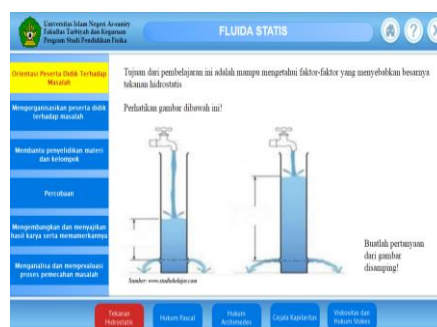 Universitas Islam Negeri Ar-raniry
Fakultas Tarbiyah dan Keguruan
Program Studi Pendidikan Fisika
FLUIDA STATIS
?
Orientasi Peserta Didik Terhadap
Masalah
Mengorganisasikan peserta didik
terhadap masalah
Membantu penyelidikan materi
dan kelompok
Percobaan
Mengembangkan dan menyajikan
hasil karya serta memamerkannya
Menganalisa dan mengevaluasi
proses pemecahan masalah
Tujuan dari pembelajaran ini adalah mampu mengetahui faktor-faktor yang menyebabkan besarnya
tekanan hidrostatis
Perhatikan gambar dibawah ini!
Buatlah pertanyaan
dari gambar
disamping!
Sumber: www.studiobelajar.com
Tekanan
Hidrostatis
Hukum Pascal
Hukum
Archimedes
Gejala Kapilaritas
Viskositas dan
Hukum Stokes